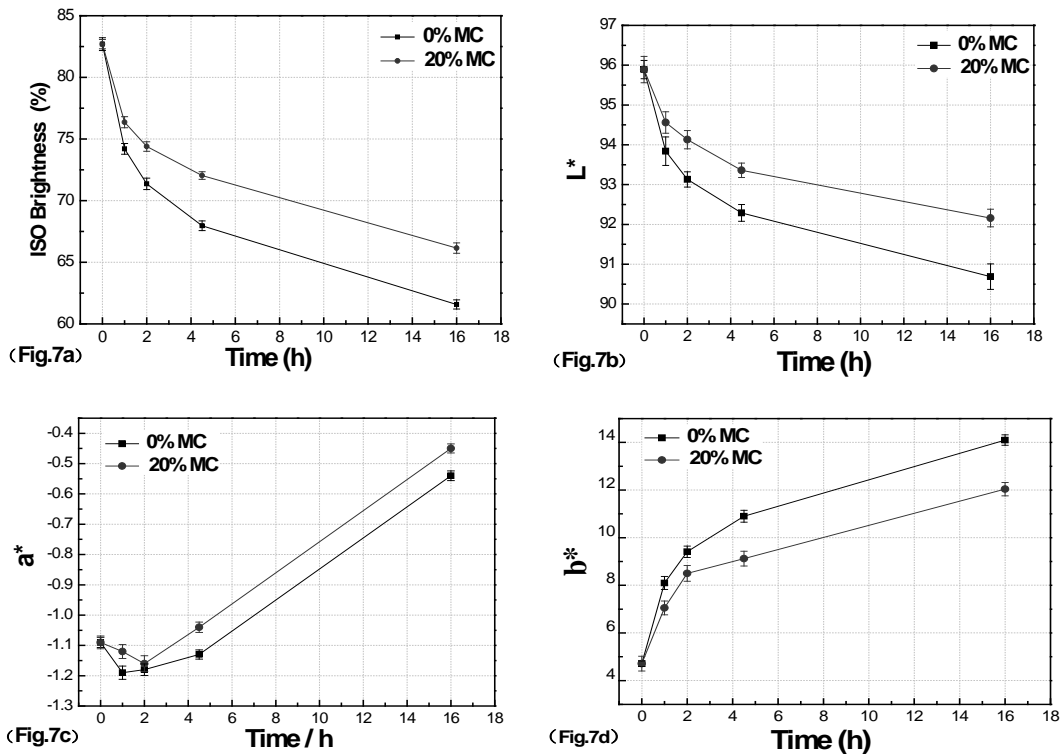 85
80
75
70
65
60
ISO Brightness (%)
0% MC
20% MC
0 2 4 6 8 10 12 14 16 18
Time (h)
（Fig.7a)
97
96
95
94
93
92
91
90
L*
0% MC
20% MC
0 2 4 6 8 10 12 14 16 18
Time (h)
（Fig.7b)
-0.4
-0.5
-0.6
-0.7
-0.8
-0.9
-1.0
-1.1
-1.2
-1.3
a*
0% MC
20% MC
0 2 4 6 8 10 12 14 16 18
Time / h
（Fig.7c)
14
12
10
8
6
4
b*
0% MC
20% MC
0 2 4 6 8 10 12 14 16 18
Time (h)
（Fig.7d)